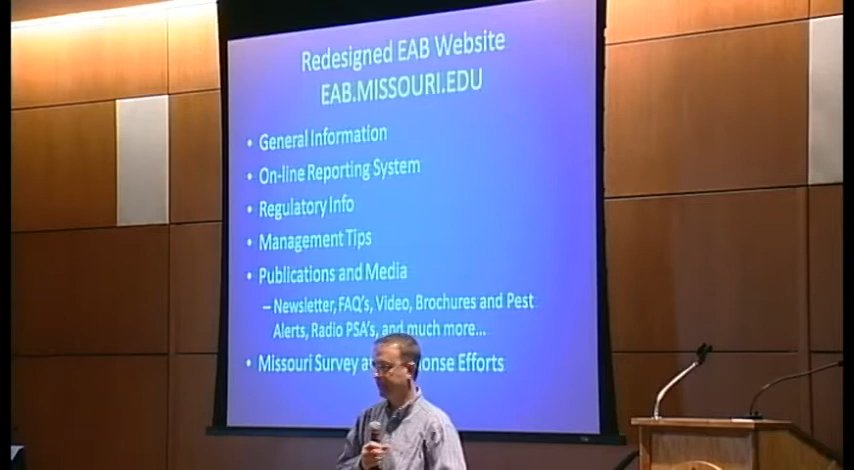 Redesigned EAB Website
EAB.MISSOURI.EDU
• General Information
• On-line Reporting System
• Regulatory Info
• Management Tips
• Publications and Media
– Newsletter, FAQ's, Video, Brochures and Pest
Alerts, Radio PSA's, and much more...
• Missouri Survey Efforts